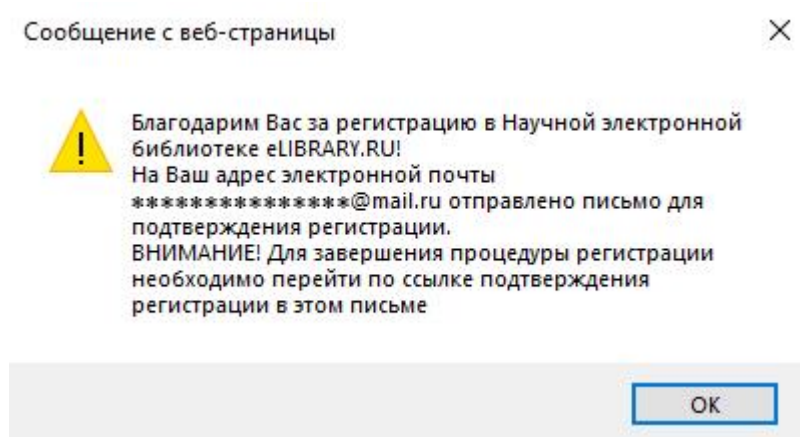 Сообщение с веб-страницы
Благодарим Вас за регистрацию в Научной электронной
библиотеке eLIBRARY.RU!
На Ваш адрес электронной почты
***************@mail.ru отправлено письмо для
подтверждения регистрации.
ВНИМАНИЕ! Для завершения процедуры регистрации
необходимо перейти по ссылке подтверждения
регистрации в этом письме
ОК